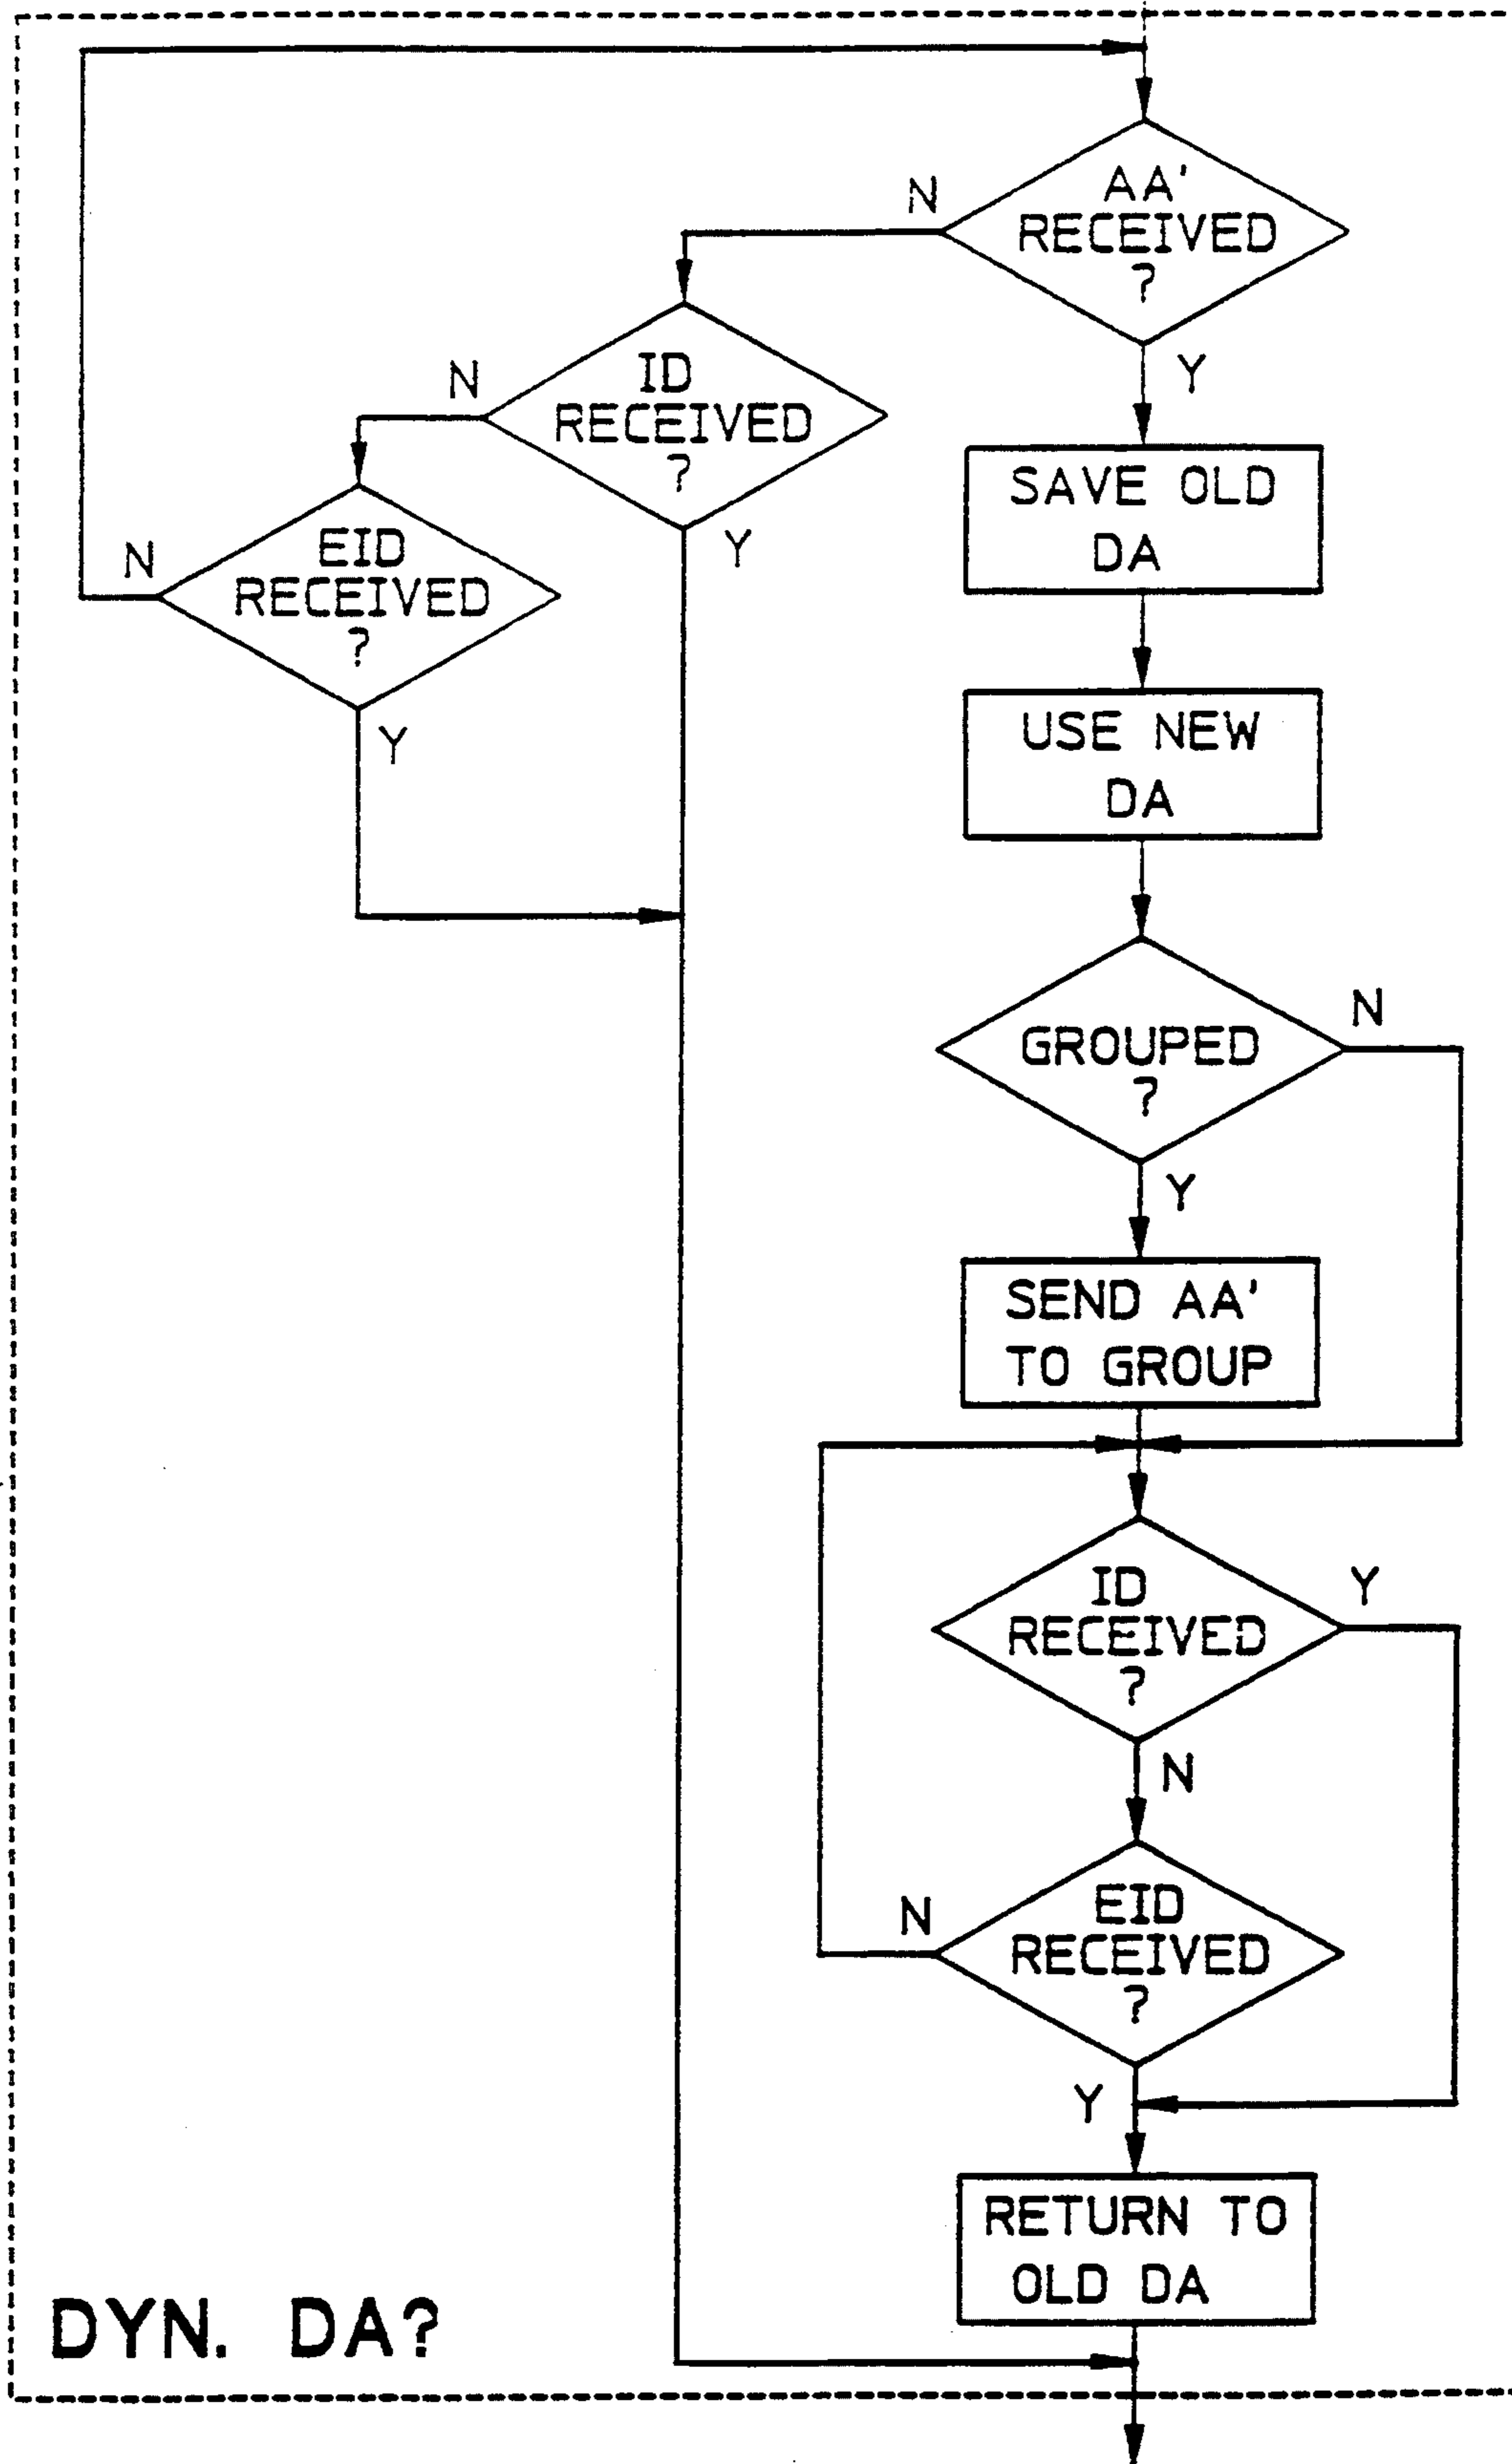 AA'
RECEIVED
?
N
Y
ID
RECEIVED
?
N
Y
EID
RECEIVED
?
N
Y
SAVE OLD
DA
USE NEW
DA
GROUPED
?
N
Y
SEND AA'
TO GROUP
ID
RECEIVED
?
Y
N
EID
RECEIVED
?
N
Y
RETURN TO
OLD DA
DYN. DA?